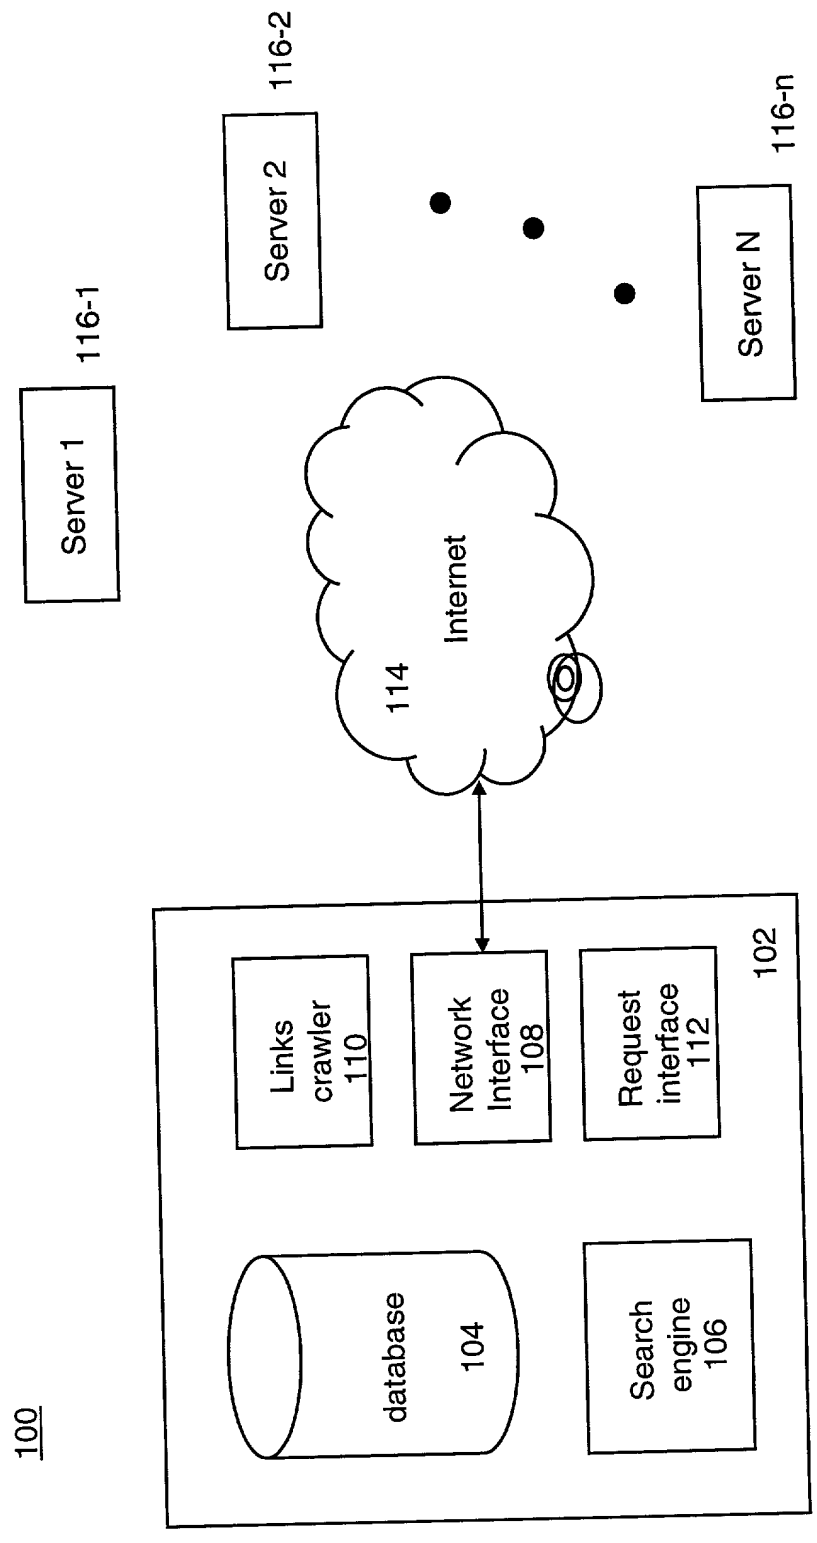 100
database
104
Search
engine
106
Links
crawler
110
Network
Interface
108
Request
interface
112
102
114
Internet
Server 1
116-1
Server 2
116-2
Server N
116-n